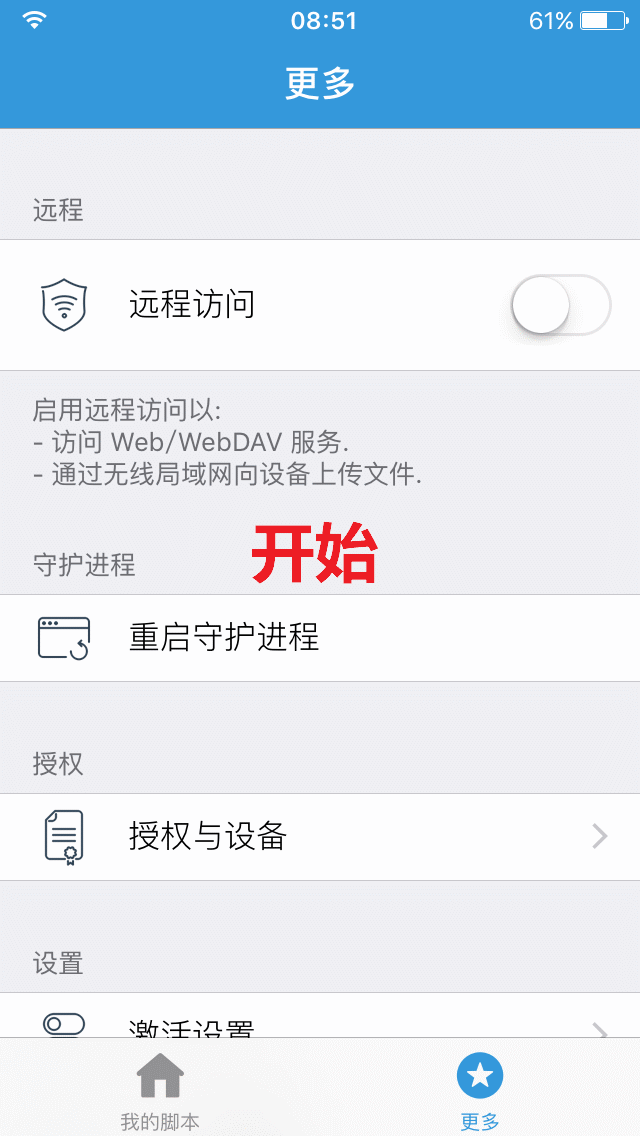 08:51
61%
更多
远程
远程访问
启用远程访问以:
- 访问 Web/WebDAV 服务.
- 通过无线局域网向设备上传文件.
开始
守护进程
重启守护进程
授权
授权与设备
设置
激活设置
我的脚本
更多